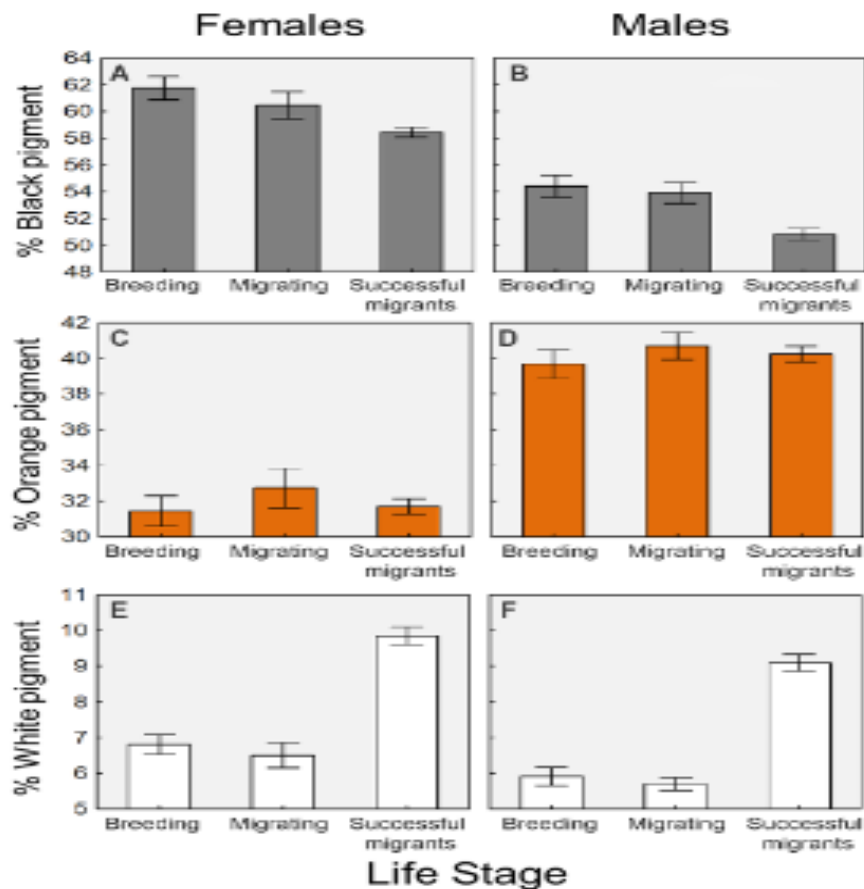 Females Males
% Black pigment
A
B
64
62
60
58
56
54
52
50
48
Breeding Migrating Successful migrants
Breeding Migrating Successful migrants
% Orange pigment
C
D
42
40
38
36
34
32
30
Breeding Migrating Successful migrants
Breeding Migrating Successful migrants
% White pigment
E
F
11
10
9
8
7
6
5
Breeding Migrating Successful migrants
Breeding Migrating Successful migrants
Life Stage